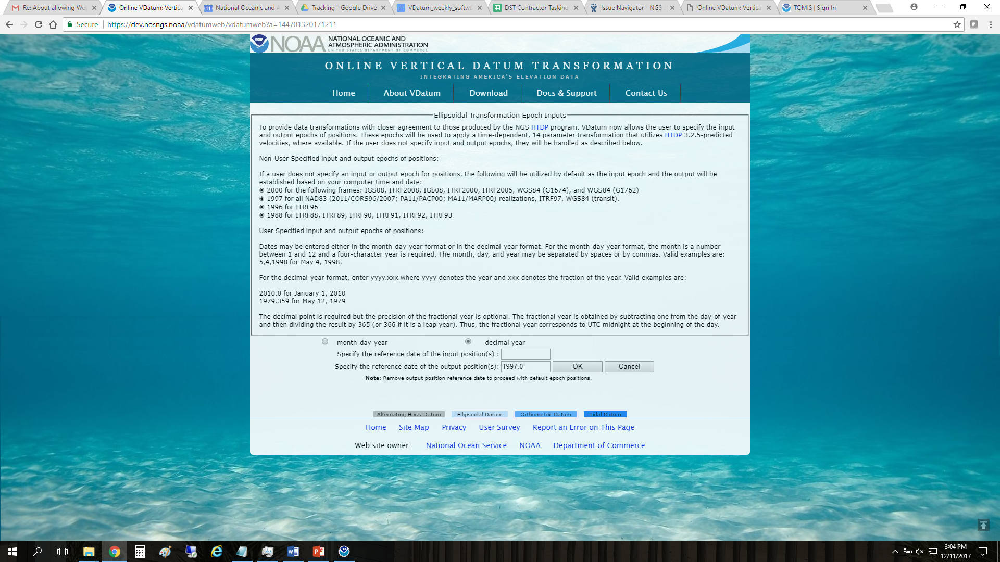 Re: About allowing Web
Online VDatum: Vertica
National Oceanic and A
Tracking - Google Drive
VDatum_weekly_softwa
DST Contractor Tasking
Issue Navigator - NGS
Online VDatum: Vertica
TOMIS | Sign In
Secure
https://dev.nosngs.noaa/vdatumweb/vdatumweb?a=144701320171211
NOAA
NATIONAL OCEANIC AND
ATMOSPHERIC ADMINISTRATION
UNITED STATES DEPARTMENT OF COMMERCE
ONLINE VERTICAL DATUM TRANSFORMATION
INTEGRATING AMERICA'S ELEVATION DATA
Home About VDatum Download Docs & Support Contact Us
Ellipsoidal Transformation Epoch Inputs
To provide data transformations with closer agreement to those produced by the NGS HTDP program. VDatum now allows the user to specify the input
and output epochs of positions. These epochs will be used to apply a time-dependent, 14 parameter transformation that utilizes HTDP 3.2.5-predicted
velocities, where available. If the user does not specify input and output epochs, they will be handled as described below.
Non-User Specified input and output epochs of positions:
If a user does not specify an input or output epoch for positions, the following will be utilized by default as the input epoch and the output will be
established based on your computer time and date:
2000 for the following frames: IGS08, ITRF2008, IGb08, ITRF2000, ITRF2005, WGS84 (G1674), and WGS84 (G1762)
1997 for all NAD83 (2011/CORS96/2007; PA11/PACP00; MA11/MARP00) realizations, ITRF97, WGS84 (transit).
1996 for ITRF96
1988 for ITRF88, ITRF89, ITRF90, ITRF91, ITRF92, ITRF93
User Specified input and output epochs of positions:
Dates may be entered either in the month-day-year format or in the decimal-year format. For the month-day-year format, the month is a number
between 1 and 12 and a four-character year is required. The month, day, and year may be separated by spaces or by commas. Valid examples are:
5,4,1998 for May 4, 1998.
For the decimal-year format, enter yyyy.xxx where yyyy denotes the year and xxx denotes the fraction of the year. Valid examples are:
2010.0 for January 1, 2010
1979.359 for May 12, 1979
The decimal point is required but the precision of the fractional year is optional. The fractional year is obtained by subtracting one from the day-of-year
and then dividing the result by 365 (or 366 if it is a leap year). Thus, the fractional year corresponds to UTC midnight at the beginning of the day.
month-day-year decimal year
Specify the reference date of the input position(s) :
Specify the reference date of the output position(s): 1997.0 OK Cancel
Note: Remove output position reference date to proceed with default epoch positions.
Alternating Horz. Datum Ellipsoidal Datum Orthometric Datum Tidal Datum
Home Site Map Privacy User Survey Report an Error on This Page
Web site owner: National Ocean Service NOAA Department of Commerce
3:04 PM
12/11/2017